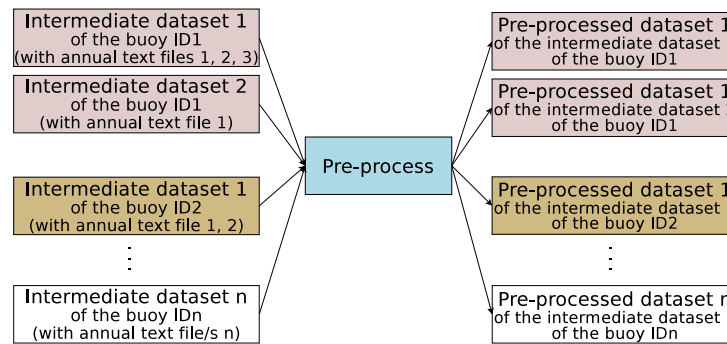 Intermediate dataset 1
of the buoy ID1
(with annual text files 1, 2, 3)
Intermediate dataset 2
of the buoy ID1
(with annual text file 1)
Intermediate dataset 1
of the buoy ID2
(with annual text file 1, 2)
Intermediate dataset n
of the buoy IDn
(with annual text file/s n)
Pre-process
Pre-processed dataset 1
of the intermediate dataset
of the buoy ID1
Pre-processed dataset 1
of the intermediate dataset
of the buoy ID1
Pre-processed dataset 1
of the intermediate dataset
of the buoy ID2
Pre-processed dataset n
of the intermediate dataset
of the buoy IDn